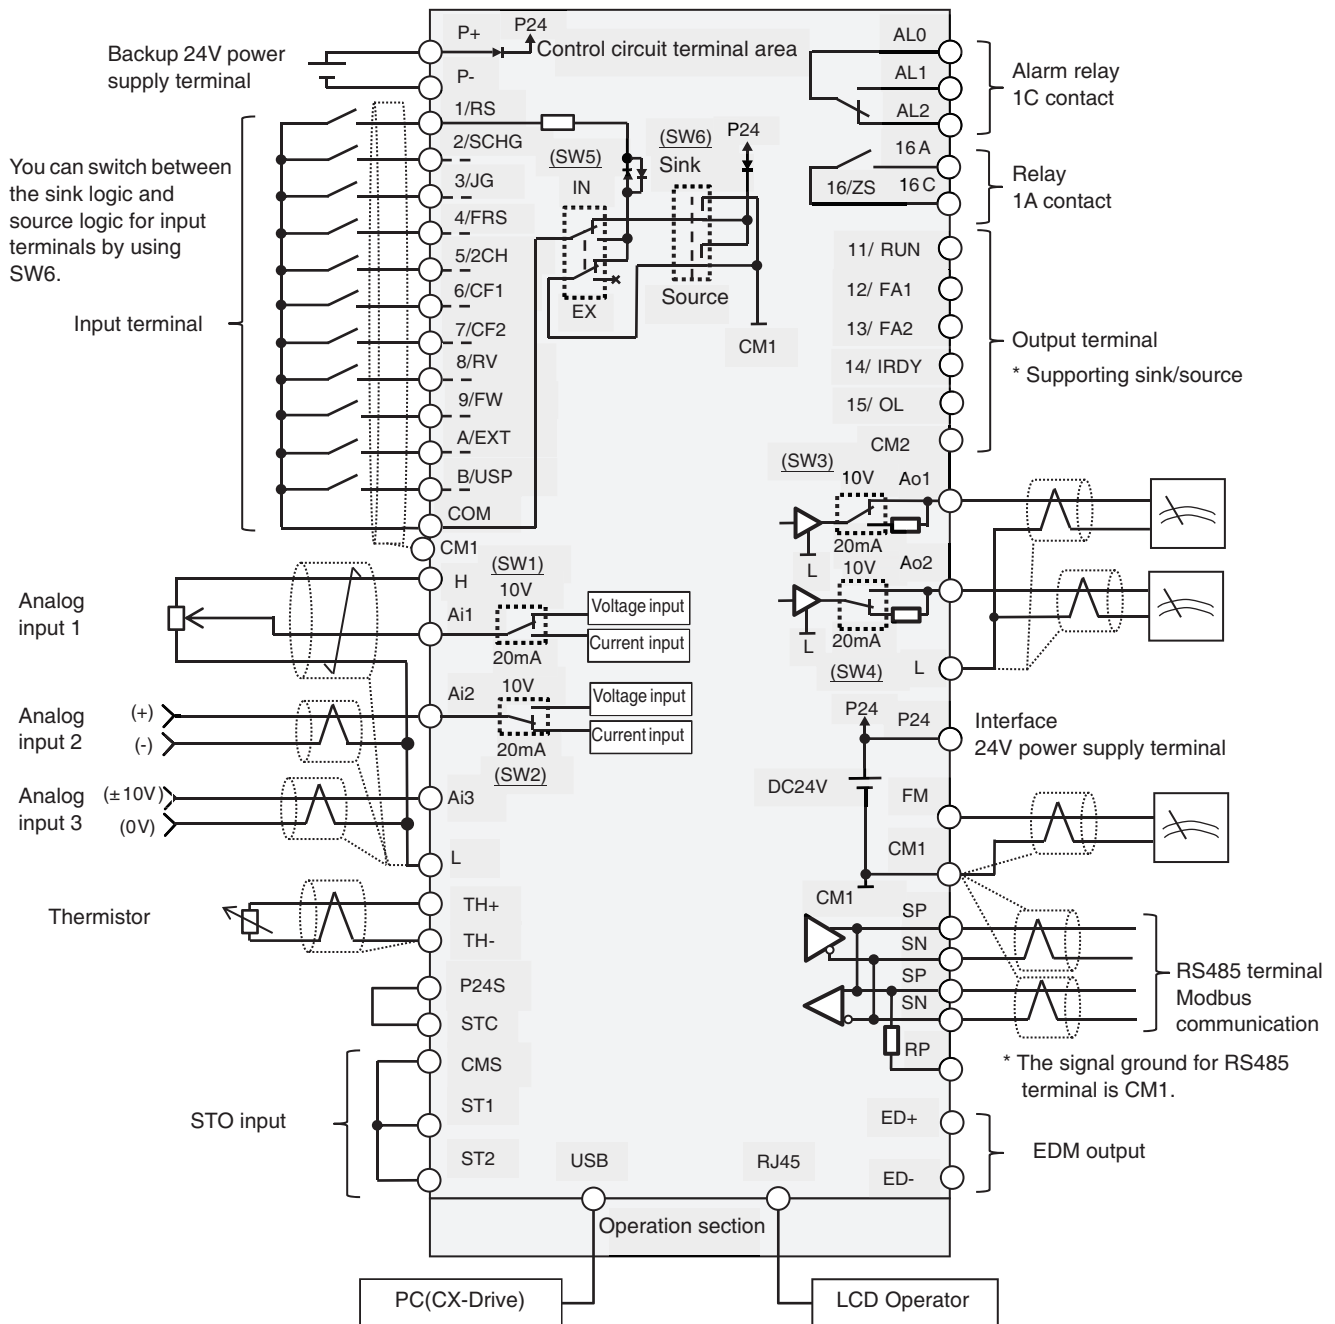 Backup 24V power
supply terminal
P+
P24
Control circuit terminal area
P-
You can switch between
the sink logic and
source logic for input
terminals by using
SW6.
Input terminal
1/RS
2/SCHG
3/JG
4/FRS
5/2CH
6/CF1
7/CF2
8/RV
9/FW
A/EXT
B/USP
COM
CM1
(SW5)
IN
EX
(SW6)
Sink
Source
P24
CM1
AL0
AL1
AL2
Alarm relay
1C contact
16 A
16/ZS
16 C
Relay
1A contact
11/ RUN
12/ FA1
13/ FA2
14/ IRDY
15/ OL
CM2
Output terminal
* Supporting sink/source
Analog
input 1
H
Ai1
(SW1)
10V
20mA
Voltage input
Current input
Analog
input 2
(+)
(-)
Ai2
10V
20mA
(SW2)
Voltage input
Current input
Analog
input 3
(±10V)
(0V)
Ai3
L
(SW3)
10V
Ao1
20mA
L
10V
Ao2
20mA
L
(SW4)
L
P24
P24
Interface
24V power supply terminal
DC24V
FM
CM1
CM1
Thermistor
TH+
TH-
P24S
STC
STO input
CMS
ST1
ST2
SP
SN
SP
SN
RP
RS485 terminal
Modbus
communication
* The signal ground for RS485
terminal is CM1.
ED+
ED-
EDM output
USB
RJ45
Operation section
PC(CX-Drive)
LCD Operator